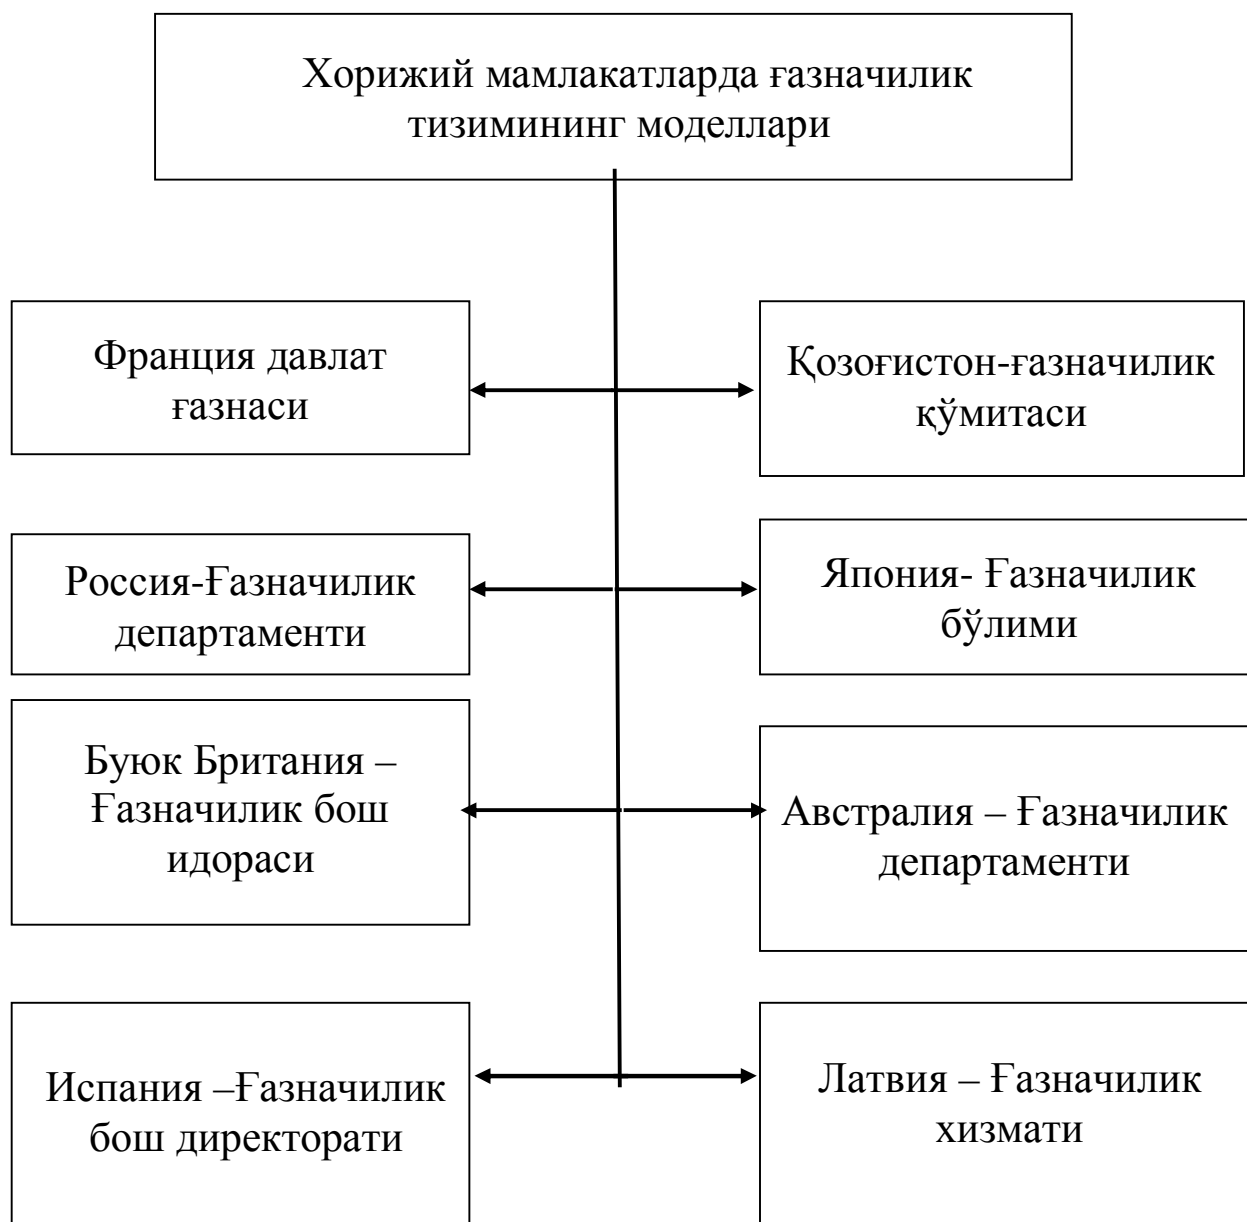 Хорижий мамлакатларда ғазначилик
тизимининг моделлари
Франция давлат
ғазнаси
Қозоғистон-ғазначилик
қўмитаси
Россия-Ғазначилик
департаменти
Япония- Ғазначилик
бўлими
Буюк Британия –
Ғазначилик бош
идораси
Австралия – Ғазначилик
департаменти
Испания –Ғазначилик
бош директорати
Латвия – Ғазначилик
хизмати